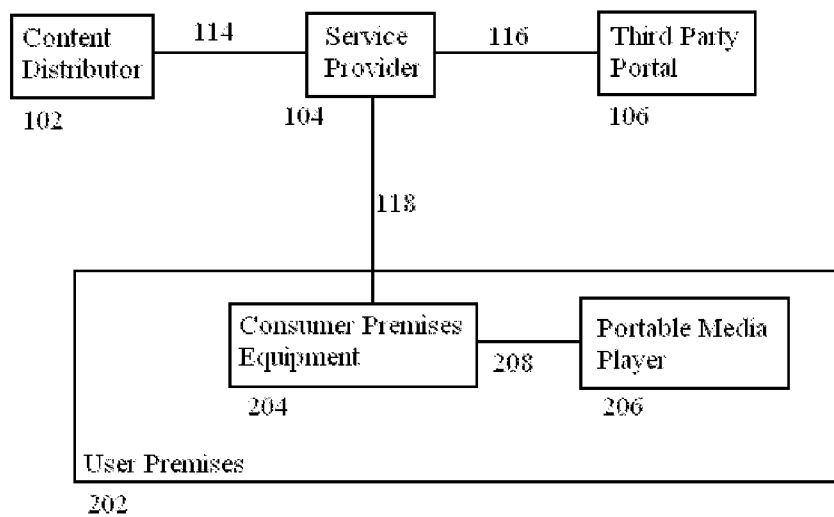 Content
Distributor
102
114
Service
Provider
104
116
Third Party
Portal
106
118
Consumer Premises
Equipment
204
208
Portable Media
Player
206
User Premises
202